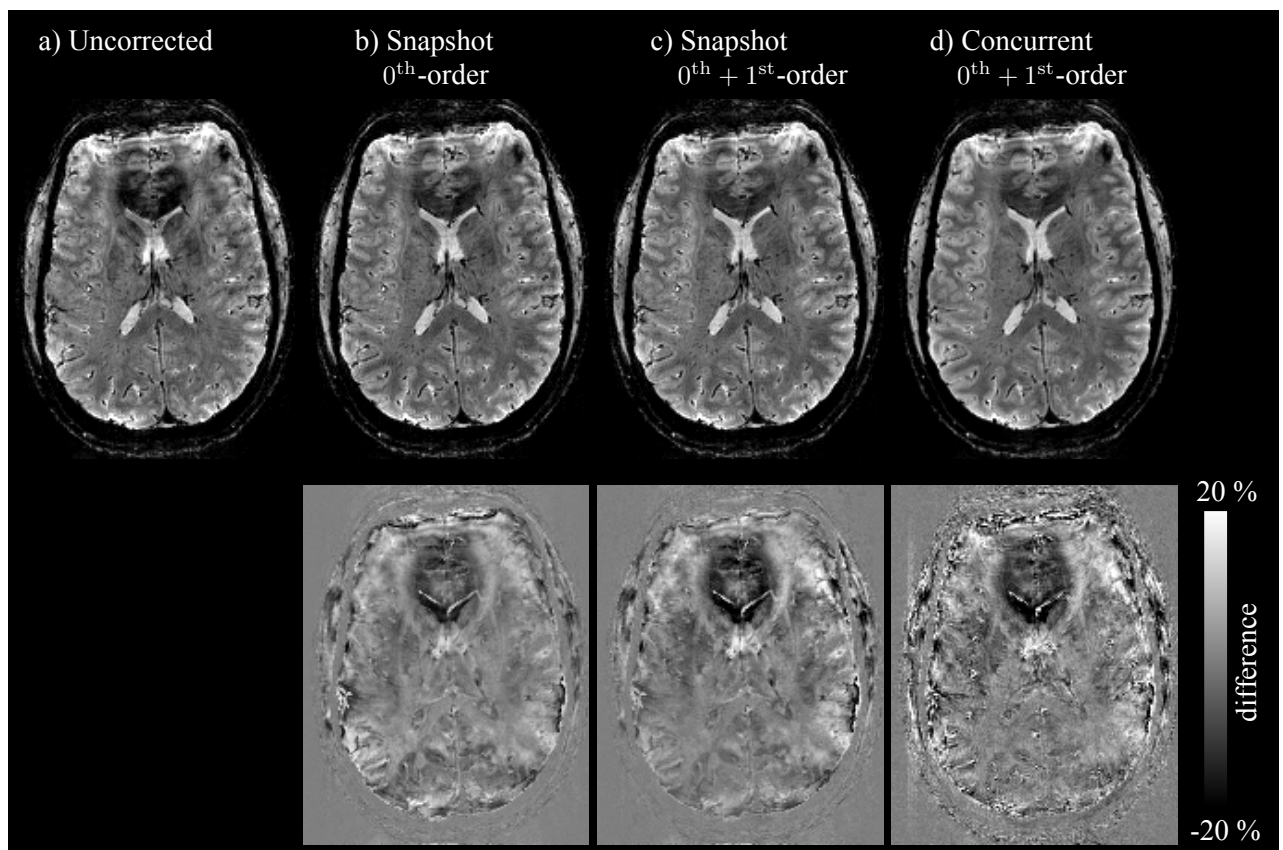 a) Uncorrected
b) Snapshot
0th-order
c) Snapshot
0th + 1st-order
d) Concurrent
0th + 1st-order
20 %
difference
-20 %